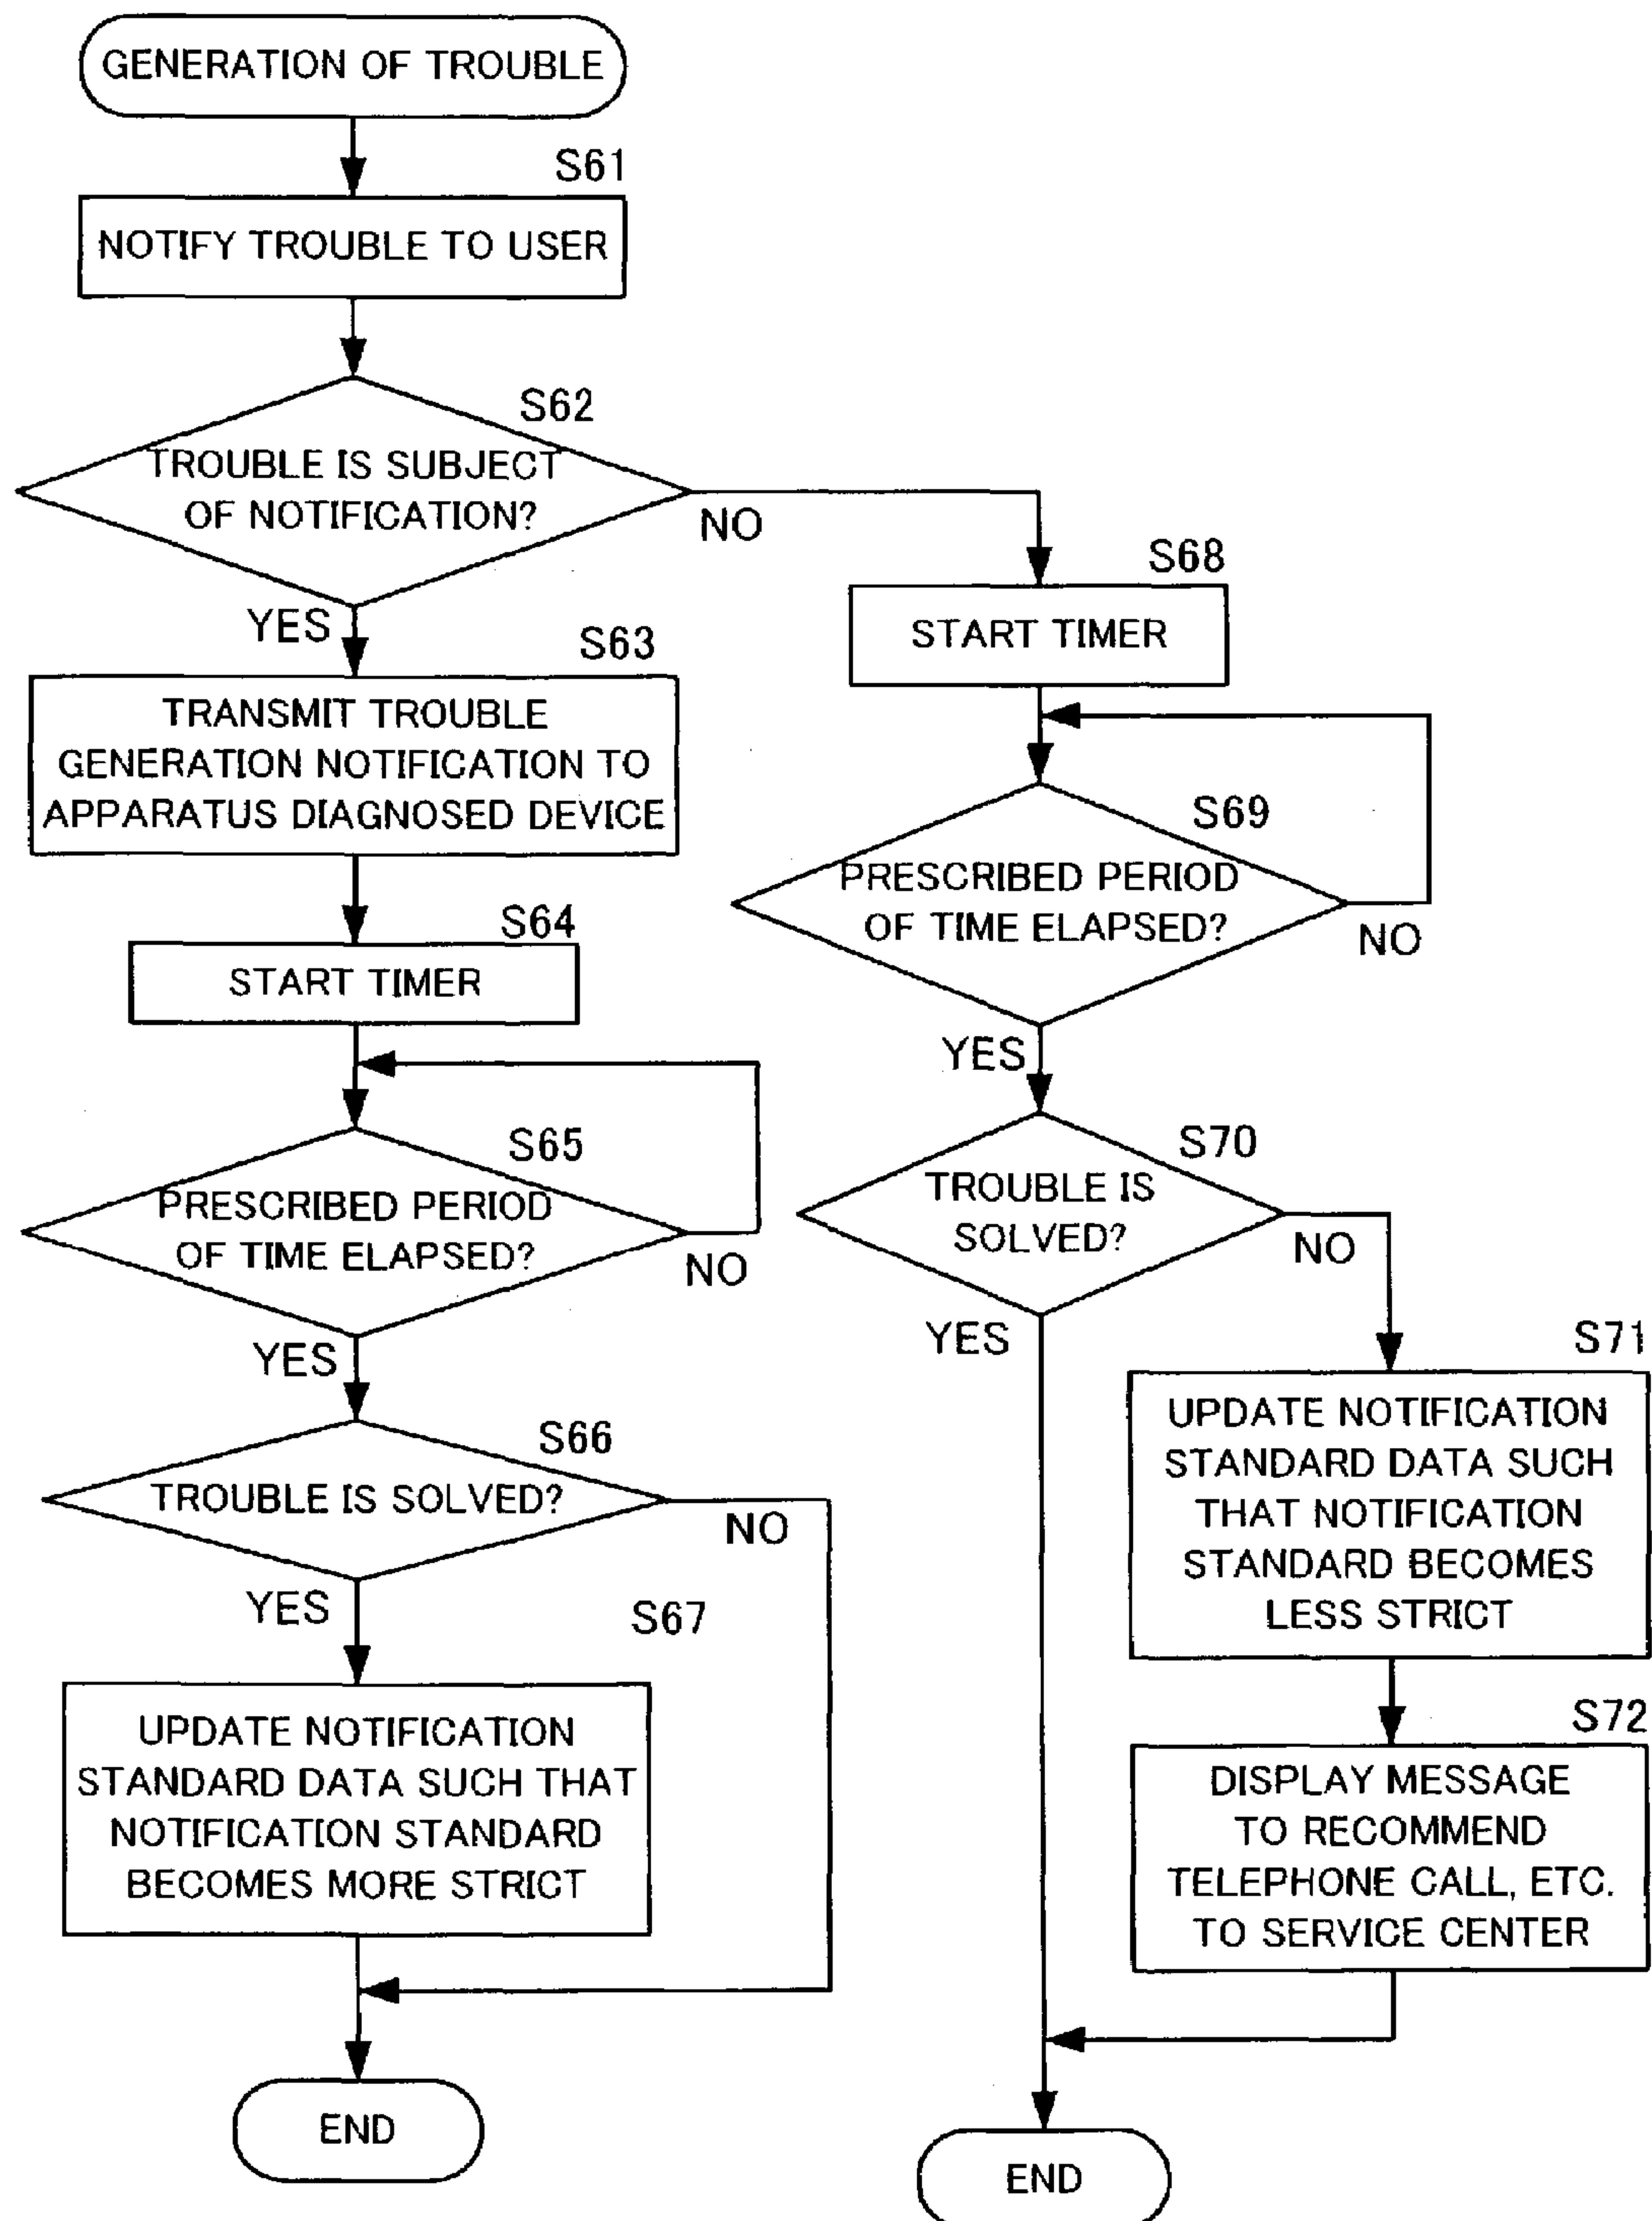 GENERATION OF TROUBLE
S61
NOTIFY TROUBLE TO USER
S62
TROUBLE IS SUBJECT
OF NOTIFICATION?
NO
YES
S63
TRANSMIT TROUBLE
GENERATION NOTIFICATION TO
APPARATUS DIAGNOSED DEVICE
S64
START TIMER
S65
PRESCRIBED PERIOD
OF TIME ELAPSED?
NO
YES
S66
TROUBLE IS SOLVED?
NO
YES
S67
UPDATE NOTIFICATION
STANDARD DATA SUCH THAT
NOTIFICATION STANDARD
BECOMES MORE STRICT
END
S68
START TIMER
S69
PRESCRIBED PERIOD
OF TIME ELAPSED?
NO
YES
S70
TROUBLE IS
SOLVED?
NO
YES
S71
UPDATE NOTIFICATION
STANDARD DATA SUCH
THAT NOTIFICATION
STANDARD BECOMES
LESS STRICT
S72
DISPLAY MESSAGE
TO RECOMMEND
TELEPHONE CALL, ETC.
TO SERVICE CENTER
END